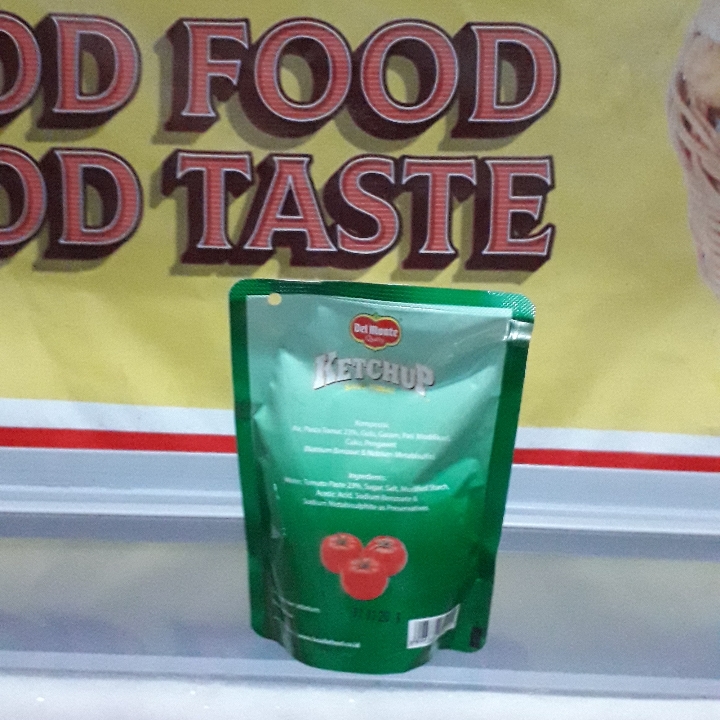 OD FOOD
OD TASTE
Del Monte
Quality
KETCHUP
Komposisi:
Air, Pasta Tomat 23%, Gula, Garam, Pati Modifikasi,
Cuka, Pengawet
(Natrium Benzoat & Natrium Metabisulfit)
Ingredients:
Water, Tomato Paste 23%, Sugar, Salt, Modified Starch,
Acetic Acid, Sodium Benzoate &
Sodium Metabisulphite as Preservatives